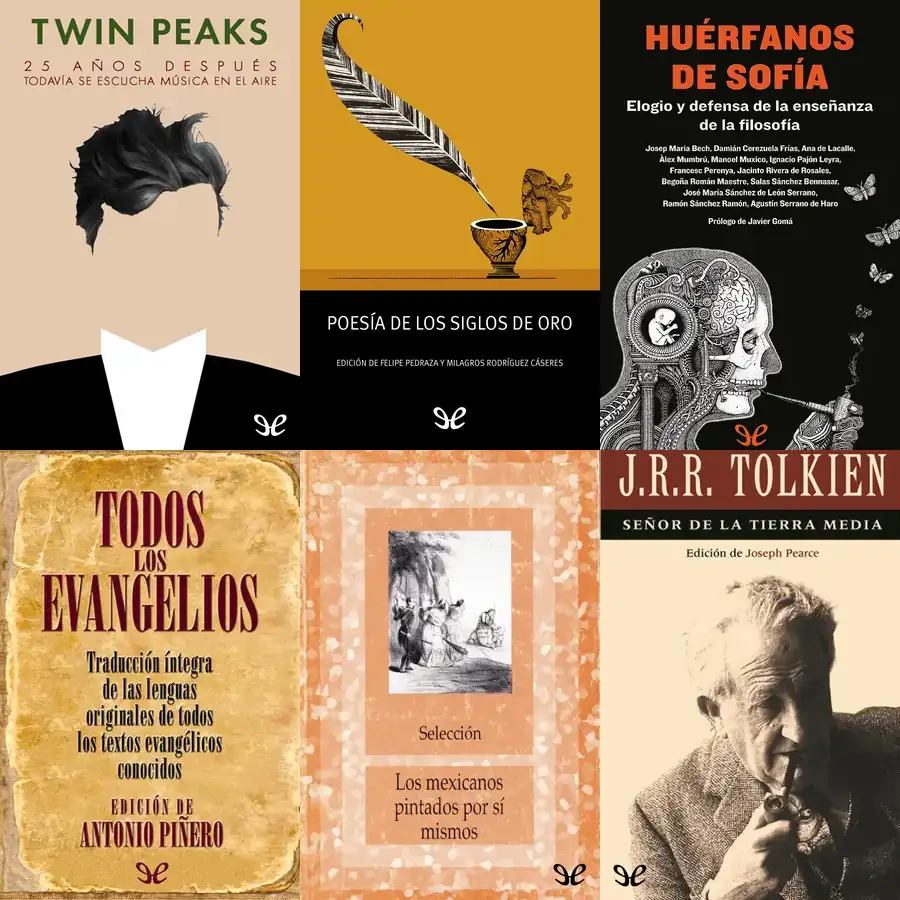 TWIN PEAKS
25 AÑOS DESPUÉS
TODAVÍA SE ESCUCHA MÚSICA EN EL AIRE
POESÍA DE LOS SIGLOS DE ORO
EDICIÓN DE FELIPE PEDRAZA Y MILAGROS RODRÍGUEZ CÁSERES
HUÉRFANOS
DE SOFÍA
Elogio y defensa de la enseñanza
de la filosofía
Josep Maria Bech, Damián Cerezuela Frías, Ana de Lacalle,
Àlex Mumbrú, Manoel Muxico, Ignacio Pajón Leyra,
Francesc Perenya, Jacinto Rivera de Rosales,
Begoña Román Maestre, Salas Sánchez Bennasar,
José María Sánchez de León Serrano,
Ramón Sánchez Ramón, Agustín Serrano de Haro
Prólogo de Javier Gomá
TODOS
LOS
EVANGELIOS
Traducción íntegra
de las lenguas
originales de todos
los textos evangélicos
conocidos
EDICIÓN DE
ANTONIO PIÑERO
Selección
Los mexicanos
pintados por sí
mismos
J.R.R. TOLKIEN
SEÑOR DE LA TIERRA MEDIA
Edición de Joseph Pearce